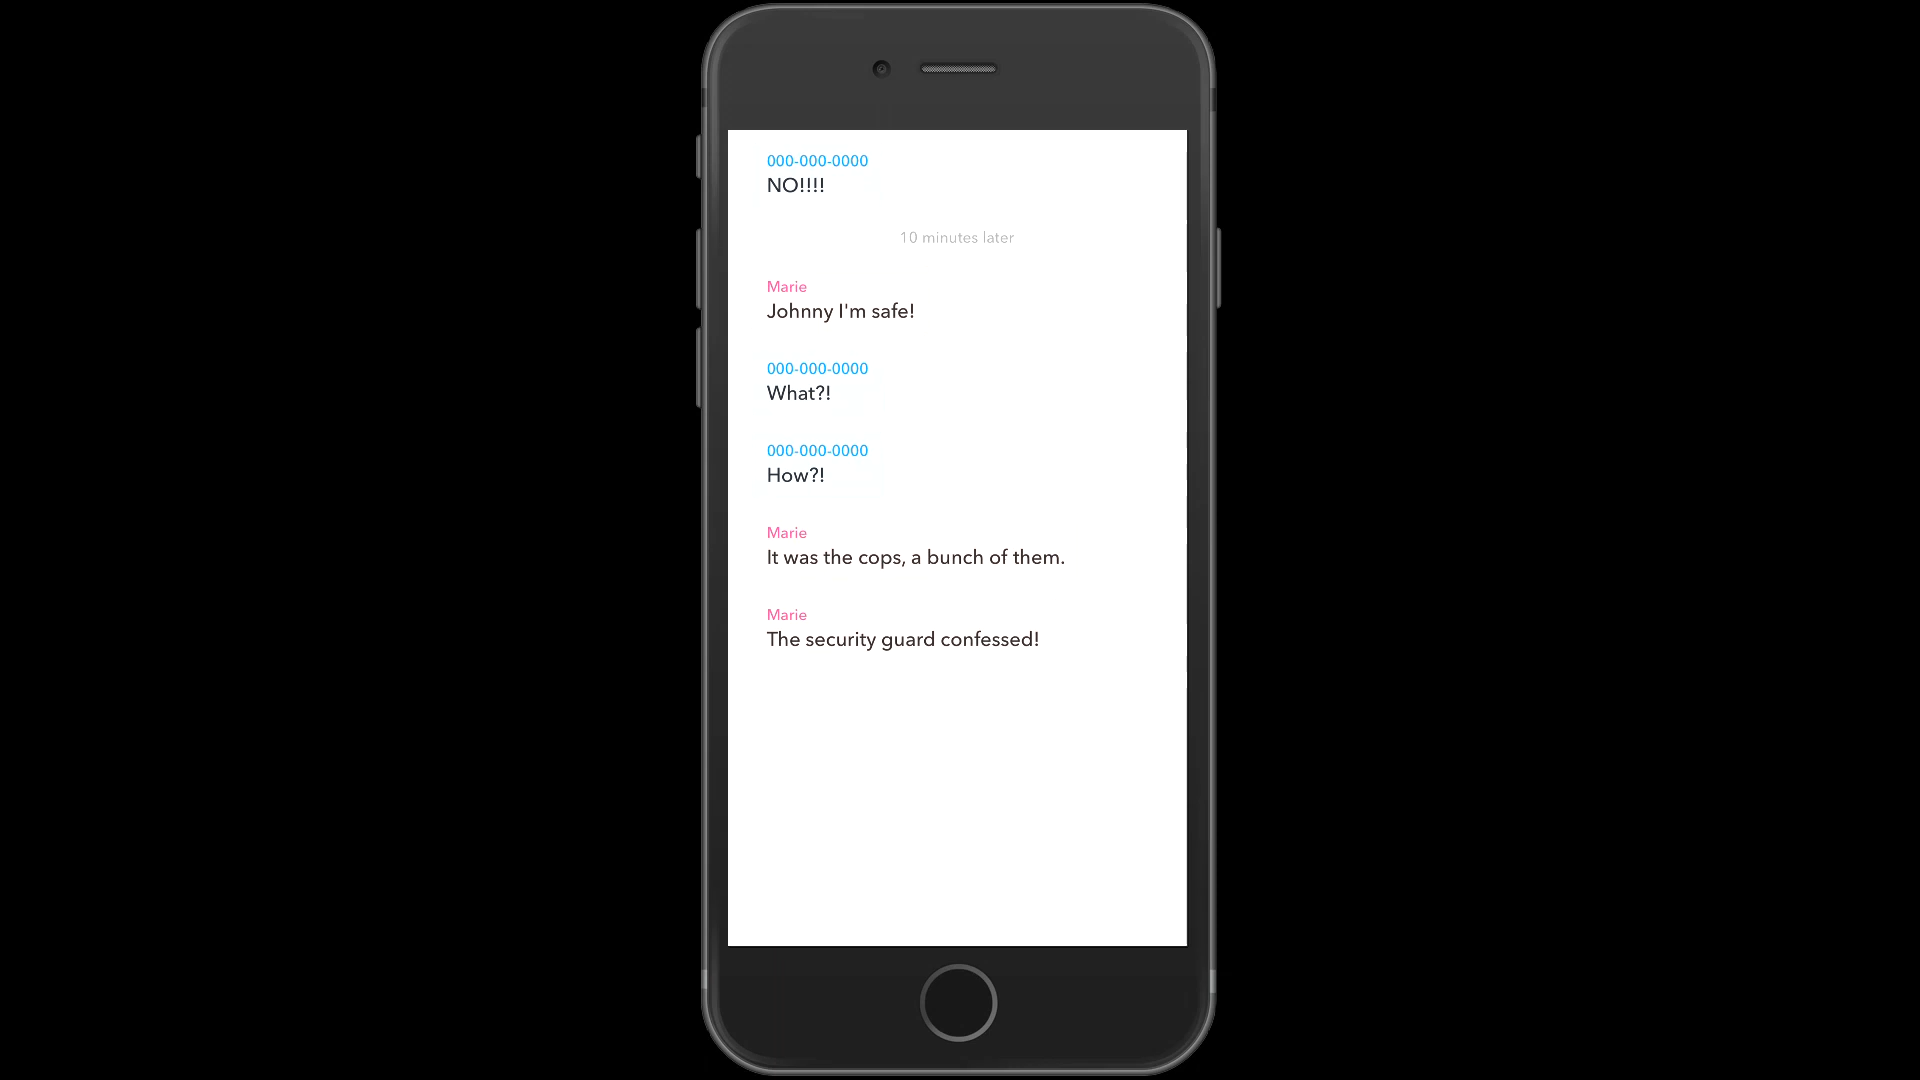 000-000-0000
NO!!!!
10 minutes later
Marie
Johnny I'm safe!
000-000-0000
What?!
000-000-0000
How?!
Marie
It was the cops, a bunch of them.
Marie
The security guard confessed!